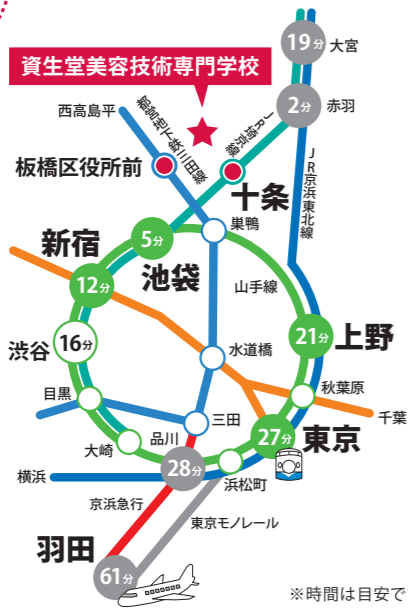 19分 大宮
資生堂美容技術専門学校
2分 赤羽
西高島平
都営地下鉄三田線
JR埼京線
JR京浜東北線
板橋区役所前
十条
巣鴨
新宿
5分
池袋
12分
山手線
渋谷
16分
21分 上野
水道橋
目黒
秋葉原
千葉
三田
品川
27分 東京
大崎
横浜
28分
浜松町
京浜急行
東京モノレール
羽田
61分
※時間は目安で